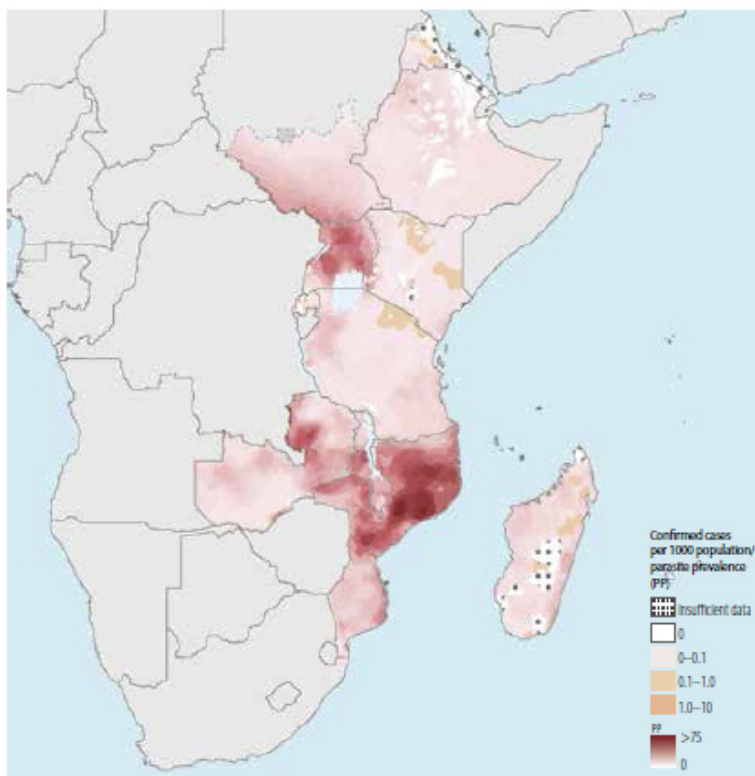 Confirmed cases
per 1000 population/
parasite prevalence
(PP)
Insufficient data
0
0–0.1
0.1–1.0
1.0–10
PP
>75
0